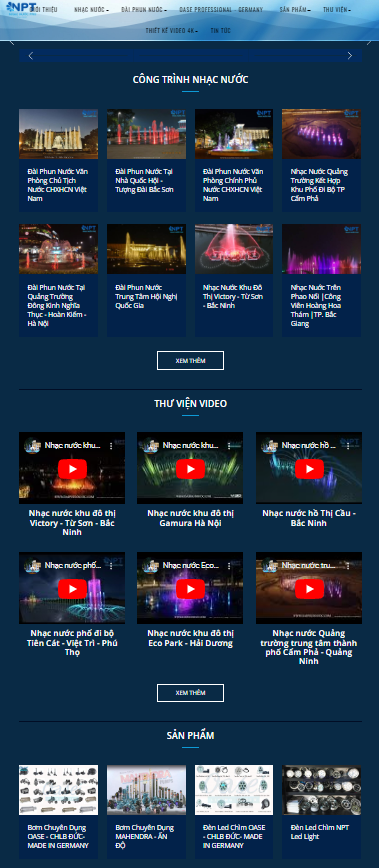 NPT
GIỚI THIỆU NHẠC NƯỚC ĐÀI PHUN NƯỚC OASE PROFESSIONAL - GERMANY SẢN PHẨM THƯ VIỆN
THIẾT KẾ VIDEO 4K TIN TỨC
CÔNG TRÌNH NHẠC NƯỚC
Đài Phun Nước Văn
Phòng Chủ Tịch
Nước CHXHCN Việt
Nam
Đài Phun Nước Tại
Nhà Quốc Hội -
Tượng Đài Bắc Sơn
Đài Phun Nước Văn
Phòng Chính Phủ
Nước CHXHCN Việt
Nam
Nhạc Nước Quảng
Trường Kết Hợp
Khu Phố Đi Bộ TP
Cẩm Phả
Đài Phun Nước Tại
Quảng Trường
Đông Kinh Nghĩa
Thục - Hoàn Kiếm -
Hà Nội
Đài Phun Nước
Trung Tâm Hội Nghị
Quốc Gia
Nhạc Nước Khu Đô
Thị Victory - Từ Sơn
- Bắc Ninh
Nhạc Nước Trên
Phao Nổi |Công
Viên Hoàng Hoa
Thám |TP. Bắc
Giang
XEM THÊM
THƯ VIỆN VIDEO
Nhạc nước khu...
Nhạc nước khu đô thị
Victory - Từ Sơn - Bắc
Ninh
Nhạc nước khu...
Nhạc nước khu đô thị
Gamura Hà Nội
Nhạc nước hồ ...
Nhạc nước hồ Thị Cầu -
Bắc Ninh
Nhạc nước phố...
Nhạc nước phố đi bộ
Tiên Cát - Việt Trì - Phú
Thọ
Nhạc nước Eco...
Nhạc nước khu đô thị
Eco Park - Hải Dương
Nhạc nước tru...
Nhạc nước Quảng
trường trung tâm thành
phố Cẩm Phả - Quảng
Ninh
XEM THÊM
SẢN PHẨM
Bơm Chuyên Dụng
OASE - CHLB ĐỨC-
MADE IN GERMANY
Bơm Chuyên Dụng
MAHENDRA - ẤN
ĐỘ
Đèn Led Chìm OASE
- CHLB ĐỨC- MADE
IN GERMANY
Đèn Led Chìm NPT
Led Light